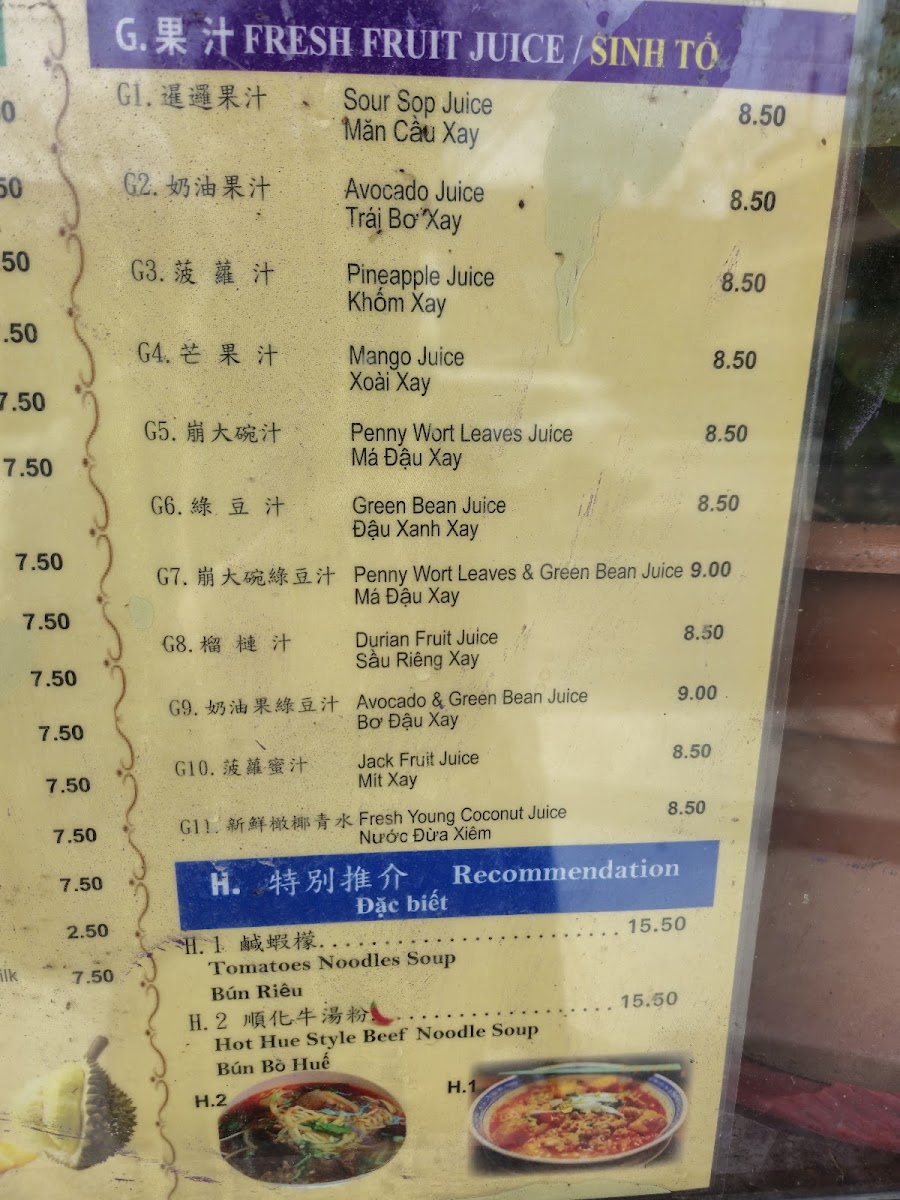 G.果汁 FRESH FRUIT JUICE / SINH TỐ
G1.暹邏果汁 Sour Sop Juice 8.50
Măn Cầu Xay
G2.奶油果汁 Avocado Juice 8.50
Trái Bơ Xay
G3.菠蘿汁 Pineapple Juice 8.50
Khốm Xay
G4.芒果汁 Mango Juice 8.50
Xoài Xay
G5.崩大碗汁 Penny Wort Leaves Juice 8.50
Má Đậu Xay
G6.綠豆汁 Green Bean Juice 8.50
Đậu Xanh Xay
G7.崩大碗綠豆汁 Penny Wort Leaves & Green Bean Juice 9.00
Má Đậu Xay
G8.榴槤汁 Durian Fruit Juice 8.50
Sầu Riêng Xay
G9.奶油果綠豆汁 Avocado & Green Bean Juice 9.00
Bơ Đậu Xay
G10.菠蘿蜜汁 Jack Fruit Juice 8.50
Mít Xay
G11.新鮮椰青水 Fresh Young Coconut Juice 8.50
Nước Đừa Xiêm
H. 特別推介 Recommendation
Đặc biết
H.1 鹹蝦檬 15.50
Tomatoes Noodles Soup
Bún Riêu
H.2 順化牛湯粉 15.50
Hot Hue Style Beef Noodle Soup
Bún Bò Huế
H.2
H.1
50
.50
.50
7.50
7.50
7.50
7.50
7.50
7.50
7.50
7.50
7.50
2.50
7.50